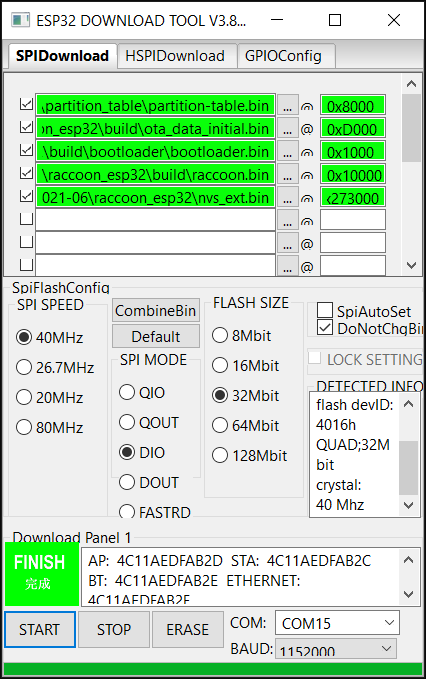 ESP32 DOWNLOAD TOOL V3.8...
SPIDownload HSPIDownload GPIOConfig
\partition_table\partition-table.bin ... @ 0x8000
on_esp32\build\ota_data_initial.bin ... @ 0xD000
\build\bootloader\bootloader.bin ... @ 0x1000
\raccoon_esp32\build\raccoon.bin ... @ 0x10000
021-06\raccoon_esp32\nvs_ext.bin ... @ x273000
... @
... @
... @
SpiFlashConfig
SPI SPEED
40MHz
26.7MHz
20MHz
80MHz
CombineBin
Default
SPI MODE
QIO
QOUT
DIO
DOUT
FASTRD
FLASH SIZE
8Mbit
16Mbit
32Mbit
64Mbit
128Mbit
SpiAutoSet
DoNotChgBin
LOCK SETTING
DETECTED INFO
flash devID:
4016h
QUAD;32M
bit
crystal:
40 Mhz
Download Panel 1
FINISH
完成
AP: 4C11AEDFAB2D STA: 4C11AEDFAB2C
BT: 4C11AEDFAB2E ETHERNET:
4C11AEDFAB2F
START STOP ERASE
COM: COM15
BAUD: 1152000